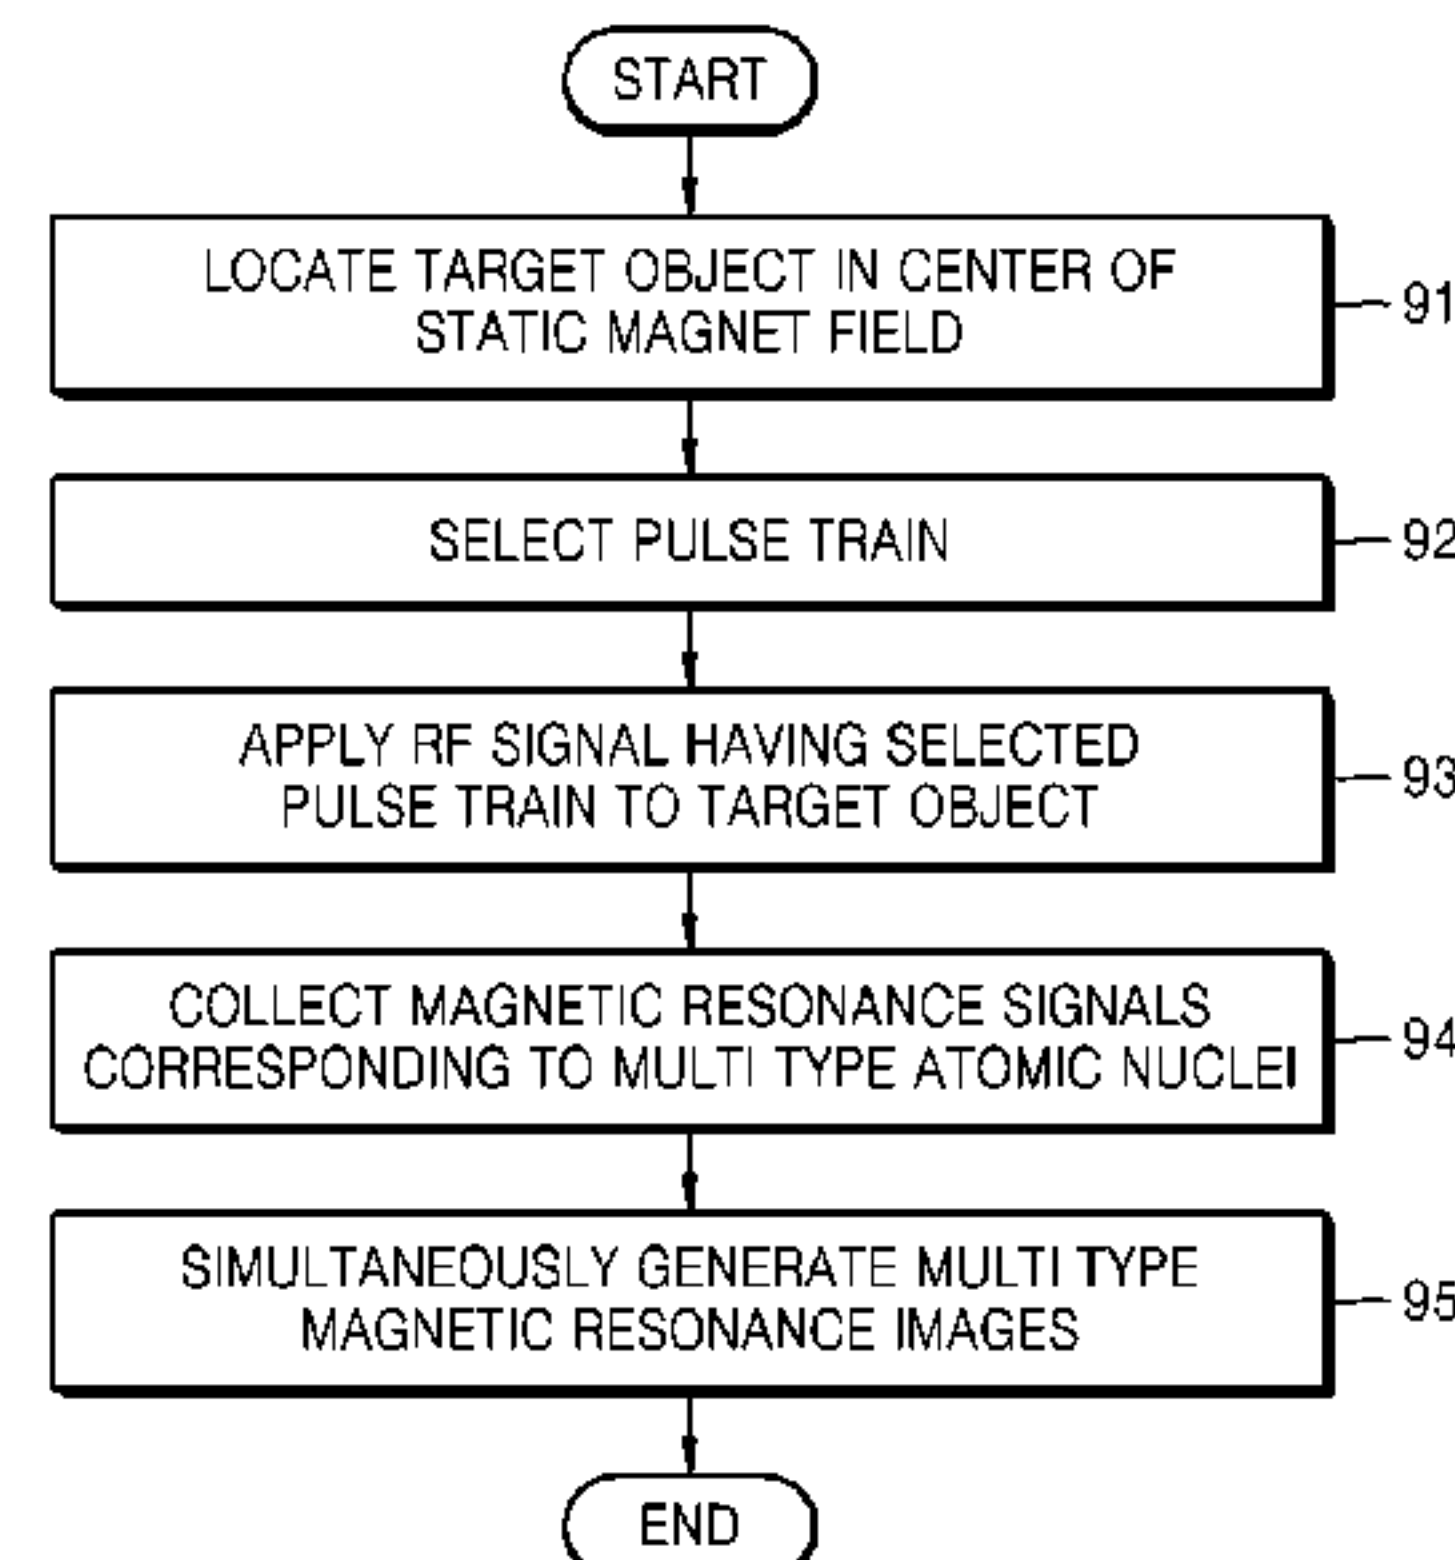 START
LOCATE TARGET OBJECT IN CENTER OF
STATIC MAGNET FIELD
91
SELECT PULSE TRAIN
92
APPLY RF SIGNAL HAVING SELECTED
PULSE TRAIN TO TARGET OBJECT
93
COLLECT MAGNETIC RESONANCE SIGNALS
CORRESPONDING TO MULTI TYPE ATOMIC NUCLEI
94
SIMULTANEOUSLY GENERATE MULTI TYPE
MAGNETIC RESONANCE IMAGES
95
END